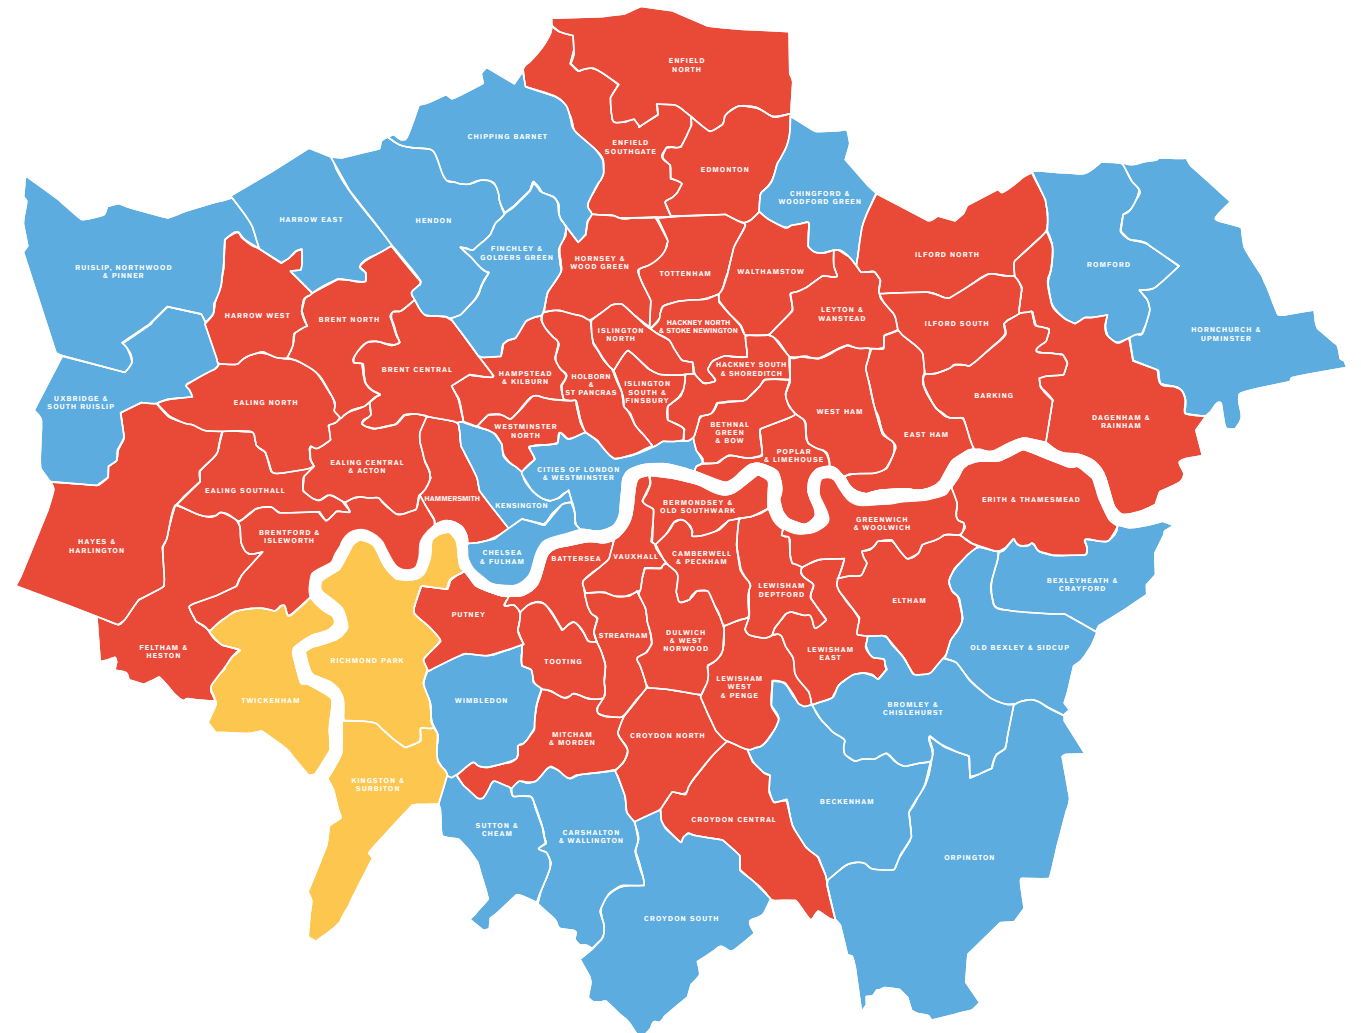 ENFIELD
NORTH
CHIPPING BARNET
ENFIELD
SOUTHGATE
EDMONTON
CHINGFORD &
WOODFORD GREEN
HARROW EAST
HENDON
FINCHLEY &
GOLDERS GREEN
RUISLIP, NORTHWOOD
& PINNER
HORNSEY &
WOOD GREEN
TOTTENHAM
WALTHAMSTOW
ILFORD NORTH
ROMFORD
HARROW WEST
BRENT NORTH
ISLINGTON
NORTH
HACKNEY NORTH
& STOKE NEWINGTON
LEYTON &
WANSTEAD
ILFORD SOUTH
HORNCHURCH &
UPMINSTER
UXBRIDGE &
SOUTH RUISLIP
EALING NORTH
BRENT CENTRAL
HAMPSTEAD
& KILBURN
HOLBORN
&
ST PANCRAS
ISLINGTON
SOUTH &
FINSBURY
HACKNEY SOUTH
& SHOREDITCH
WEST HAM
BARKING
DAGENHAM &
RAINHAM
WESTMINSTER
NORTH
BETHNAL
GREEN
& BOW
EAST HAM
POPLAR
& LIMEHOUSE
EALING CENTRAL
& ACTON
CITIES OF LONDON
& WESTMINSTER
EALING SOUTHALL
HAMMERSMITH
KENSINGTON
BERMONDSEY &
OLD SOUTHWARK
GREENWICH
& WOOLWICH
ERITH & THAMESMEAD
HAYES &
HARLINGTON
BRENTFORD &
ISLEWORTH
CHELSEA
& FULHAM
BATTERSEA
VAUXHALL
CAMBERWELL
& PECKHAM
LEWISHAM
DEPTFORD
ELTHAM
BEXLEYHEATH &
CRAYFORD
PUTNEY
FELTHAM &
HESTON
RICHMOND PARK
TOOTING
STREATHAM
DULWICH
& WEST
NORWOOD
LEWISHAM
EAST
OLD BEXLEY & SIDCUP
TWICKENHAM
WIMBLEDON
LEWISHAM
WEST
& PENGE
BROMLEY &
CHISLEHURST
MITCHAM
& MORDEN
CROYDON NORTH
KINGSTON &
SURBITON
BECKENHAM
SUTTON &
CHEAM
CARSHALTON
& WALLINGTON
CROYDON CENTRAL
ORPINGTON
CROYDON SOUTH